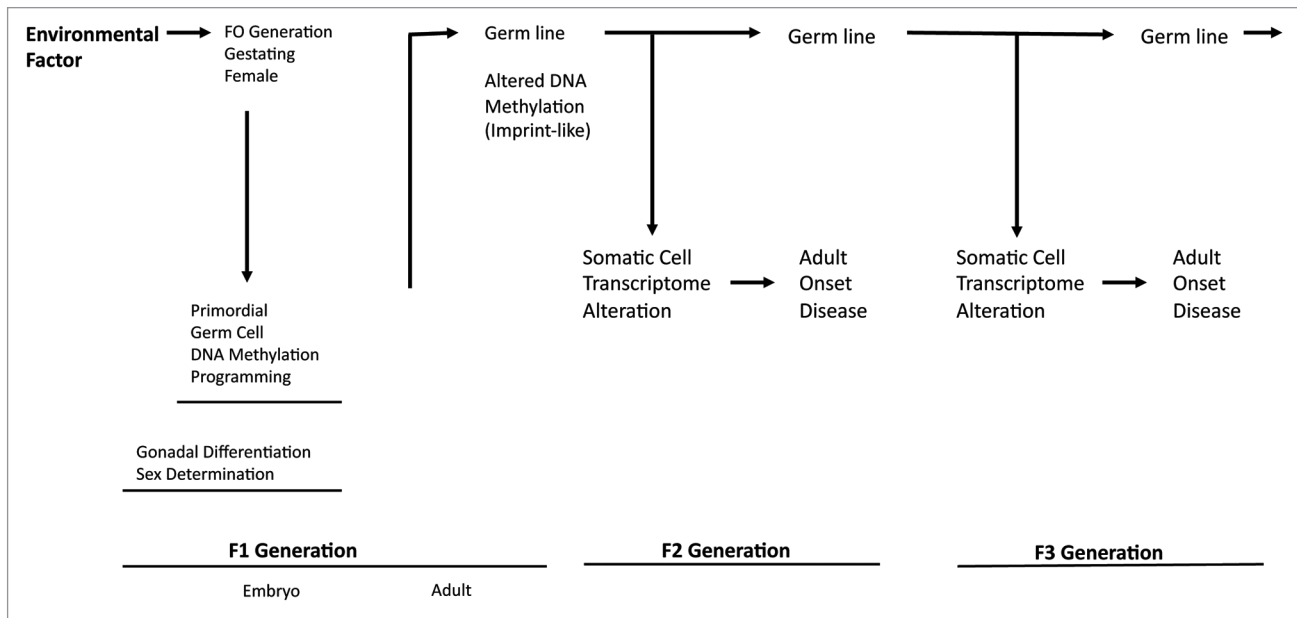 Environmental
Factor
FO Generation
Gestating
Female
Primordial
Germ Cell
DNA Methylation
Programming
Gonadal Differentiation
Sex Determination
Germ line
Altered DNA
Methylation
(Imprint-like)
Somatic Cell
Transcriptome
Alteration
Germ line
Adult
Onset
Disease
Somatic Cell
Transcriptome
Alteration
Germ line
Adult
Onset
Disease
F1 Generation
Embryo
Adult
F2 Generation
F3 Generation